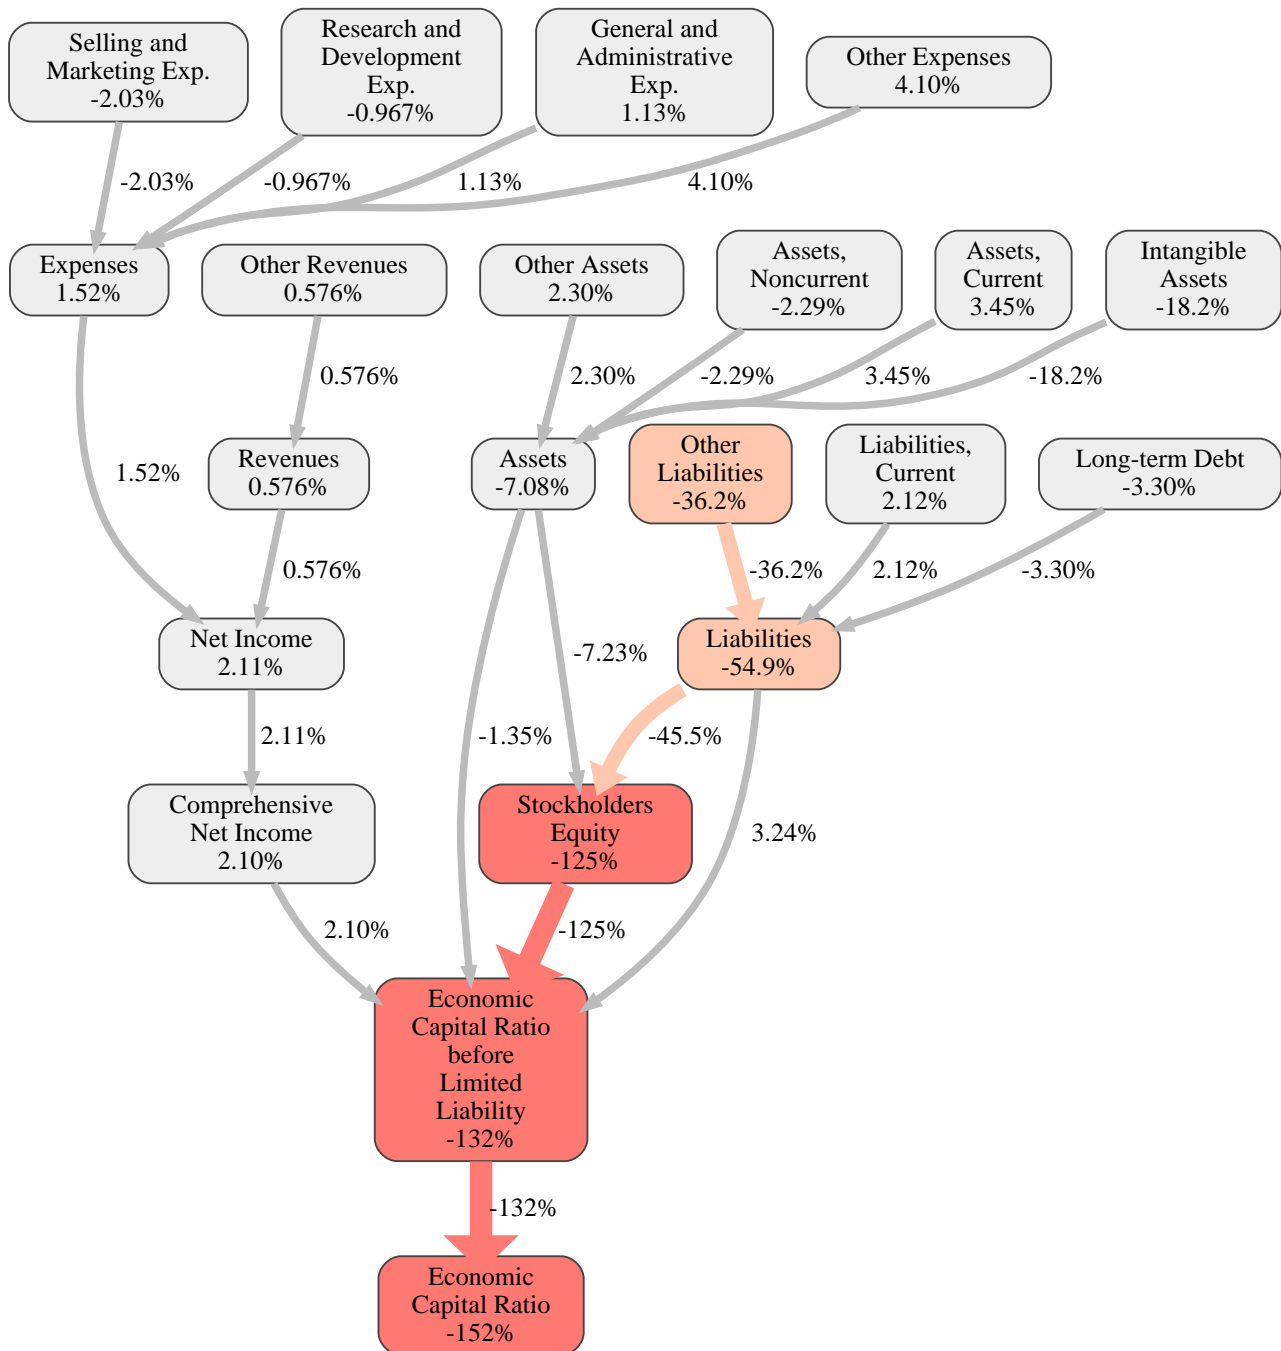 Selling and
Marketing Exp.
-2.03%
Research and
Development
Exp.
-0.967%
General and
Administrative
Exp.
1.13%
Other Expenses
4.10%
-2.03%
-0.967%
1.13%
4.10%
Expenses
1.52%
Other Revenues
0.576%
Other Assets
2.30%
Assets,
Noncurrent
-2.29%
Assets,
Current
3.45%
Intangible
Assets
-18.2%
0.576%
2.30%
-2.29%
3.45%
-18.2%
1.52%
Revenues
0.576%
Assets
-7.08%
Other
Liabilities
-36.2%
Liabilities,
Current
2.12%
Long-term Debt
-3.30%
0.576%
-36.2%
2.12%
-3.30%
Net Income
2.11%
-7.23%
Liabilities
-54.9%
2.11%
-1.35%
-45.5%
Comprehensive
Net Income
2.10%
Stockholders
Equity
-125%
3.24%
2.10%
-125%
Economic
Capital Ratio
before
Limited
Liability
-132%
-132%
Economic
Capital Ratio
-152%